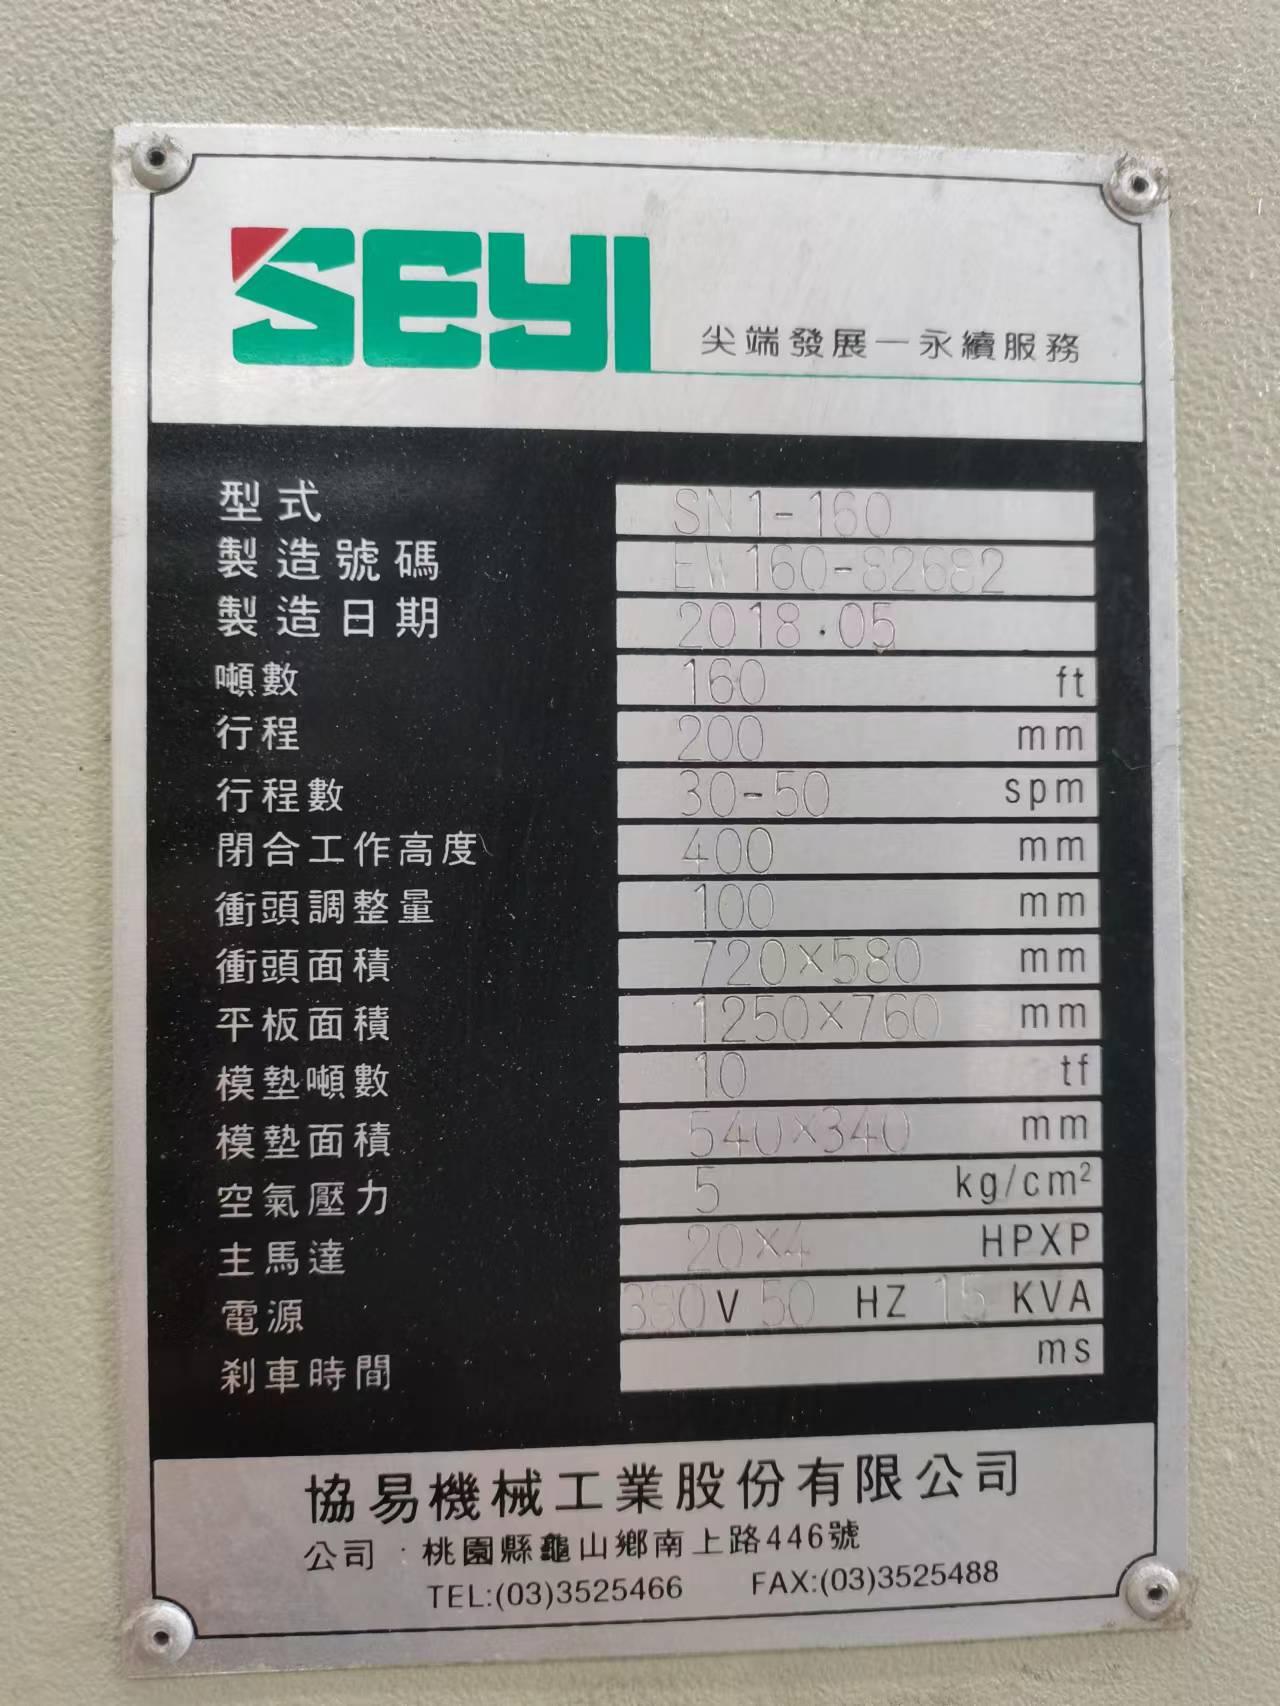 SEYI
尖端發展一永續服務
型式 SN1-160
製造號碼 EW160-82682
製造日期 2018.05
噸數 160 ft
行程 200 mm
行程數 30-50 spm
閉合工作高度 400 mm
衝頭調整量 100 mm
衝頭面積 720×580 mm
平板面積 1250×760 mm
模墊噸數 10 tf
模墊面積 540×340 mm
空氣壓力 5 kg/cm²
主馬達 20×4 HPXP
電源 380V 50 HZ 15 KVA
剎車時間 ms
協易機械工業股份有限公司
公司：桃園縣龜山鄉南上路446號
TEL:(03)3525466 FAX:(03)3525488